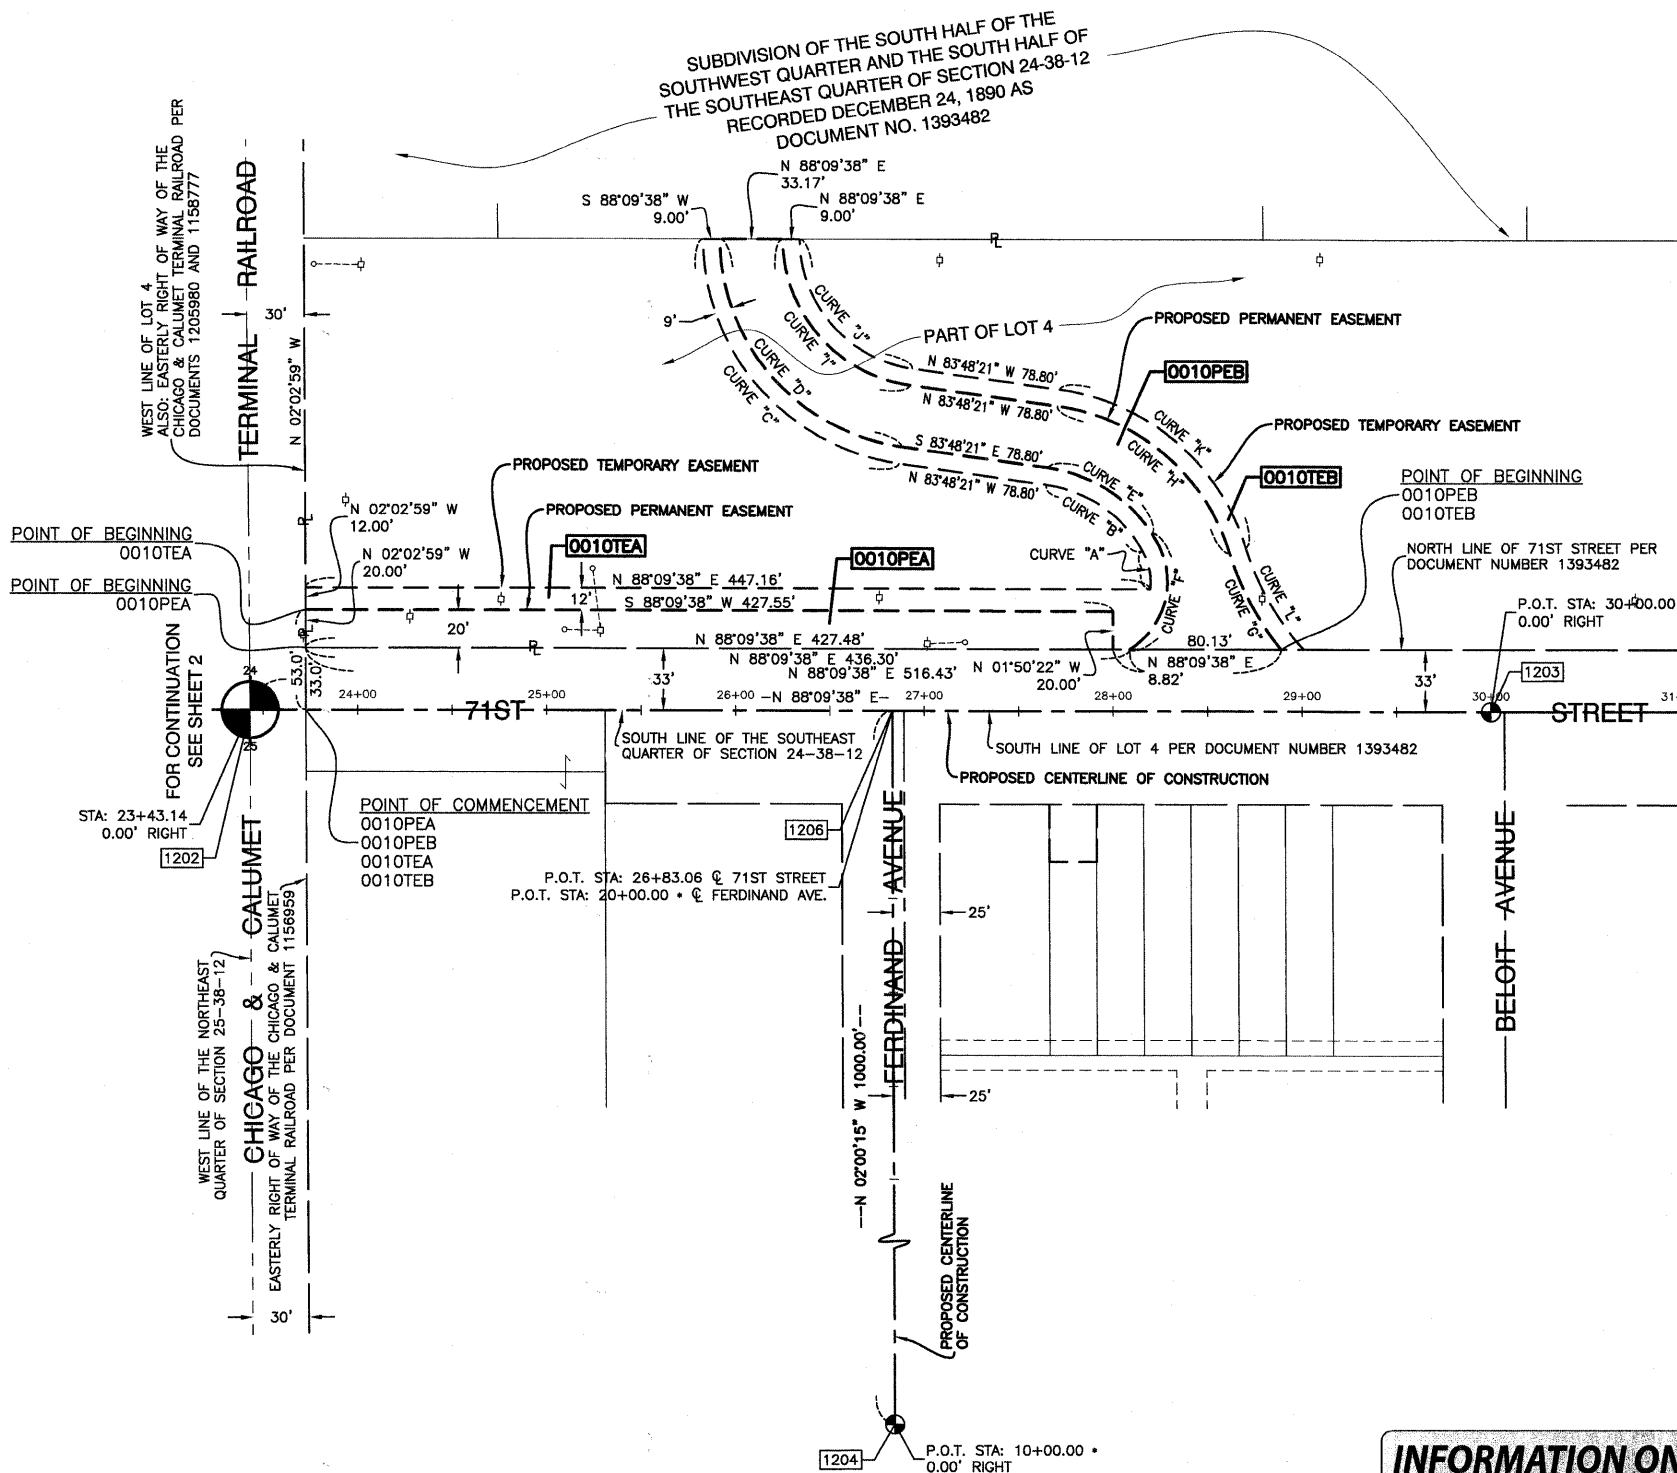 SUBDIVISION OF THE SOUTH HALF OF THE
SOUTHWEST QUARTER AND THE SOUTH HALF OF
THE SOUTHEAST QUARTER OF SECTION 24-38-12
RECORDED DECEMBER 24, 1890 AS
DOCUMENT NO. 1393482
WEST LINE OF LOT 4
ALSO: EASTERLY RIGHT OF WAY OF THE
CHICAGO & CALUMET TERMINAL RAILROAD PER
DOCUMENTS 1205980 AND 1158777
TERMINAL RAILROAD
30'
N 02°02'59" W
N 88°09'38" E
33.17'
S 88°09'38" W
9.00'
N 88°09'38" E
9.00'
PL
9'
CURVE "J"
CURVE "I"
CURVE "D"
CURVE "C"
PART OF LOT 4
PROPOSED PERMANENT EASEMENT
0010PEB
N 83°48'21" W 78.80'
N 83°48'21" W 78.80'
CURVE "K"
CURVE "H"
PROPOSED TEMPORARY EASEMENT
0010TEB
S 83°48'21" E 78.80'
N 83°48'21" W 78.80'
CURVE "E"
CURVE "B"
CURVE "A"
CURVE "F"
CURVE "G"
CURVE "L"
POINT OF BEGINNING
0010PEB
0010TEB
NORTH LINE OF 71ST STREET PER
DOCUMENT NUMBER 1393482
P.O.T. STA: 30+00.00
0.00' RIGHT
1203
PROPOSED TEMPORARY EASEMENT
PL
N 02°02'59" W
12.00'
PROPOSED PERMANENT EASEMENT
POINT OF BEGINNING
0010TEA
N 02°02'59" W
20.00'
0010TEA
0010PEA
POINT OF BEGINNING
0010PEA
N 88°09'38" E 447.16'
12'
S 88°09'38" W 427.55'
PL
20'
PL
N 88°09'38" E 427.48'
N 88°09'38" E 436.30'
N 88°09'38" E 516.43'
N 01°50'22" W
20.00'
80.13'
N 88°09'38" E
8.82'
FOR CONTINUATION
SEE SHEET 2
24
25
53.0'
33.0'
33'
33'
24+00
25+00
26+00
N 88°09'38" E
27+00
28+00
29+00
30+00
31+
71ST
STREET
SOUTH LINE OF THE SOUTHEAST
QUARTER OF SECTION 24-38-12
SOUTH LINE OF LOT 4 PER DOCUMENT NUMBER 1393482
PROPOSED CENTERLINE OF CONSTRUCTION
STA: 23+43.14
0.00' RIGHT
1202
POINT OF COMMENCEMENT
0010PEA
0010PEB
0010TEA
0010TEB
1206
P.O.T. STA: 26+83.06 ℄ 71ST STREET
P.O.T. STA: 20+00.00 * ℄ FERDINAND AVE.
FERDINAND AVENUE
25'
25'
BELOIT AVENUE
CHICAGO & CALUMET
WEST LINE OF THE NORTHEAST
QUARTER OF SECTION 25-38-12
EASTERLY RIGHT OF WAY OF THE CHICAGO & CALUMET
TERMINAL RAILROAD PER DOCUMENT 1156959
30'
N 02°00'15" W 1000.00'
PROPOSED CENTERLINE
OF CONSTRUCTION
1204
P.O.T. STA: 10+00.00 *
0.00' RIGHT
INFORMATION ON